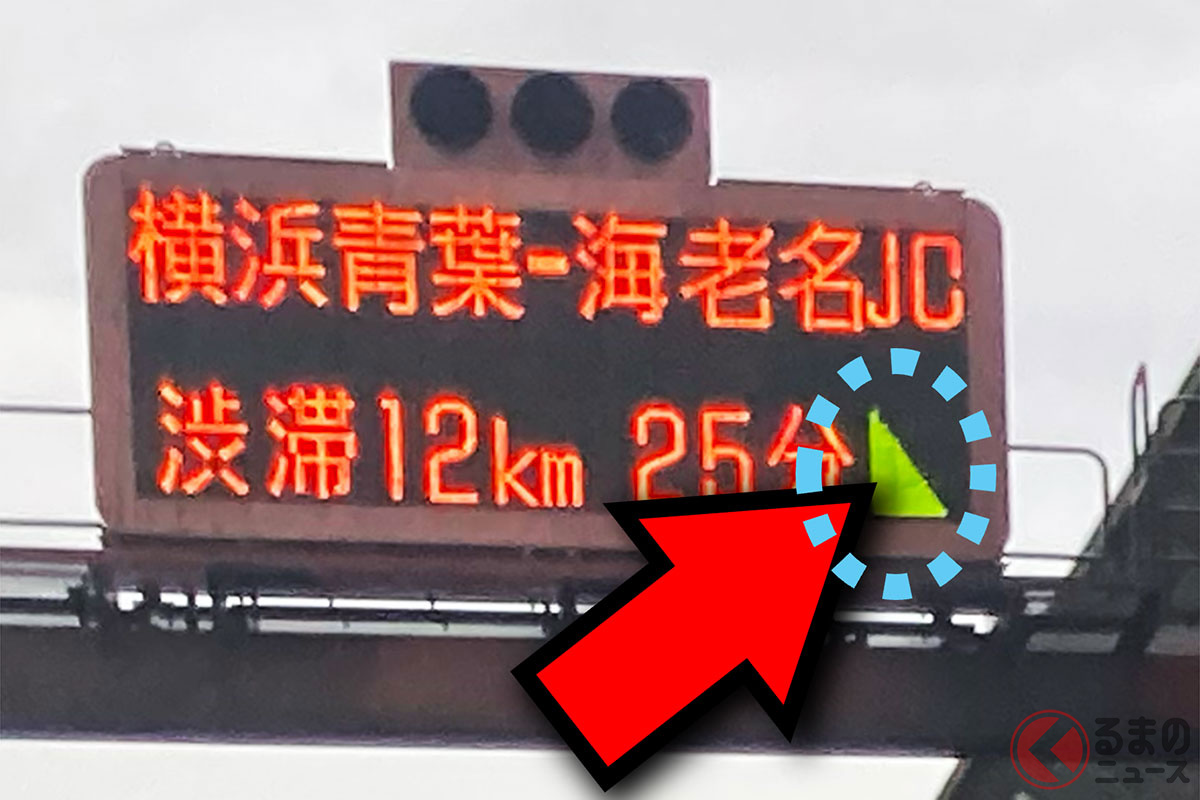 横浜青葉-海老名JC
渋滞12km 25分
くるまの
ニュース